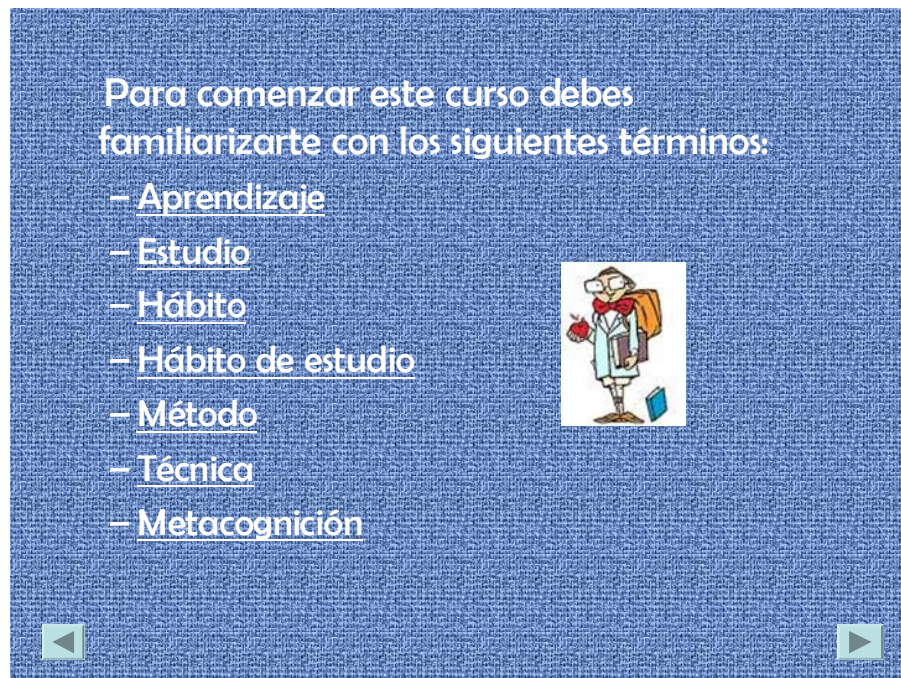 Para comenzar este curso debes
familiarizarte con los siguientes términos:
– Aprendizaje
– Estudio
– Hábito
– Hábito de estudio
– Método
– Técnica
– Metacognición